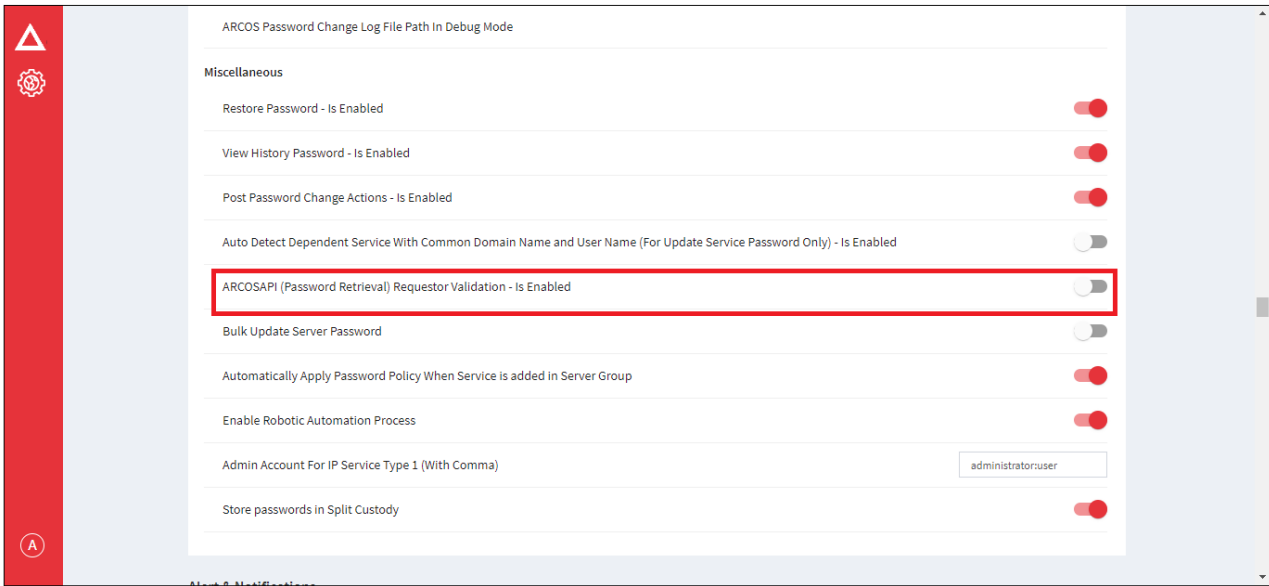 ARCOS Password Change Log File Path In Debug Mode
Miscellaneous
Restore Password - Is Enabled
View History Password - Is Enabled
Post Password Change Actions - Is Enabled
Auto Detect Dependent Service With Common Domain Name and User Name (For Update Service Password Only) - Is Enabled
ARCOSAPI (Password Retrieval) Requestor Validation - Is Enabled
Bulk Update Server Password
Automatically Apply Password Policy When Service is added in Server Group
Enable Robotic Automation Process
Admin Account For IP Service Type 1 (With Comma)
administrator:user
Store passwords in Split Custody
A
Alert & Notifications